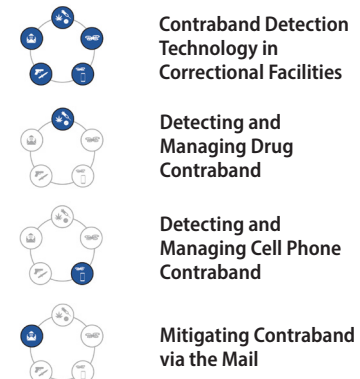 Contraband Detection
Technology in
Correctional Facilities
Detecting and
Managing Drug
Contraband
Detecting and
Managing Cell Phone
Contraband
Mitigating Contraband
via the Mail